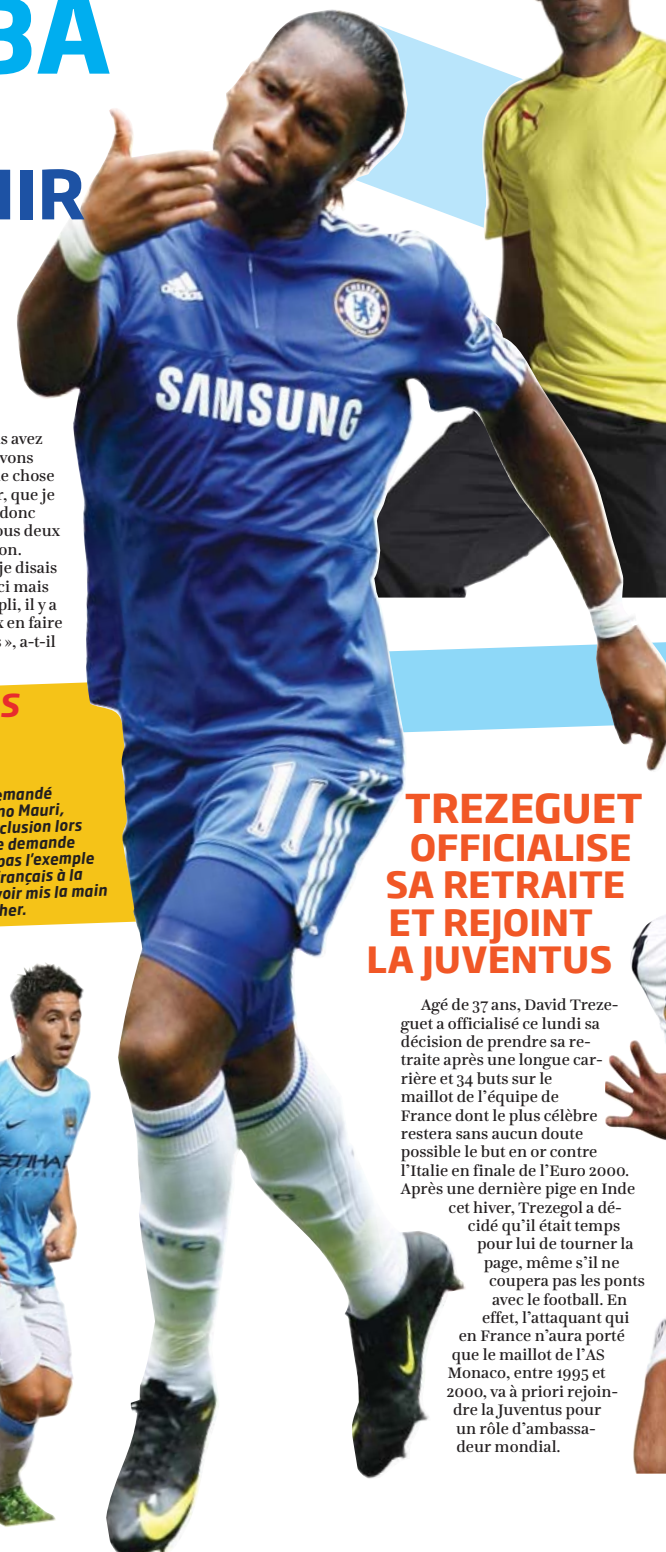 BA
IIR
CHELSEA
adidas
SAMSUNG
s avez
vons
e chose
r, que je
donc
ous deux
on.
je disais
ci mais
pli, il y a
x en faire
s », a-t-il
S
emandé
no Mauri,
clusion lors
e demande
pas l'exemple
rançais à la
voir mis la main
her.
11
TREZEGUET
OFFICIALISE
SA RETRAITE
ET REJOINT
LA JUVENTUS
Agé de 37 ans, David Treze-
guet a officialisé ce lundi sa
décision de prendre sa re-
traite après une longue car-
rière et 34 buts sur le
maillot de l'équipe de
France dont le plus célèbre
restera sans aucun doute
possible le but en or contre
l'Italie en finale de l'Euro 2000.
Après une dernière pige en Inde
cet hiver, Trezegol a dé-
cidé qu'il était temps
pour lui de tourner la
page, même s'il ne
coupera pas les ponts
avec le football. En
effet, l'attaquant qui
en France n'aura porté
que le maillot de l'AS
Monaco, entre 1995 et
2000, va à priori rejoin-
dre la Juventus pour
un rôle d'ambassa-
deur mondial.